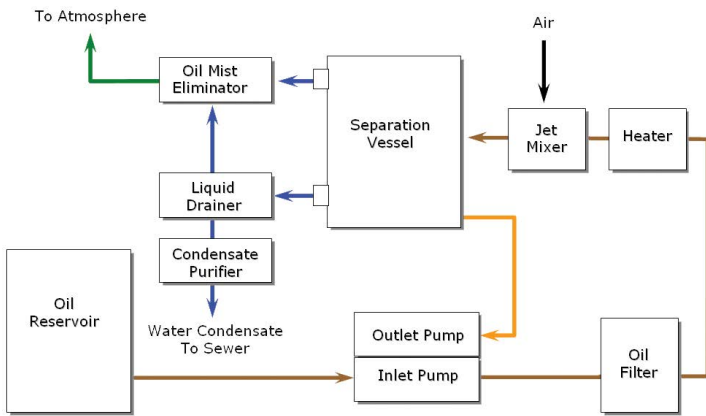 To Atmosphere
Air
Oil Mist
Eliminator
Separation
Vessel
Jet
Mixer
Heater
Liquid
Drainer
Condensate
Purifier
Oil
Reservoir
Water Condensate
To Sewer
Outlet Pump
Inlet Pump
Oil
Filter